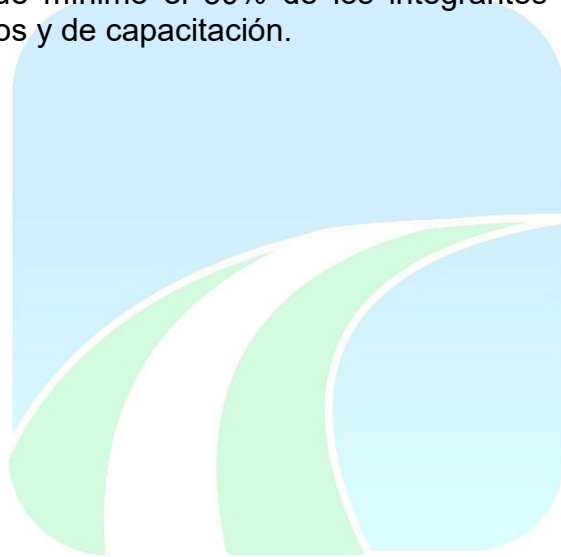 mínimo el de los integrantes
os y de capacitación.